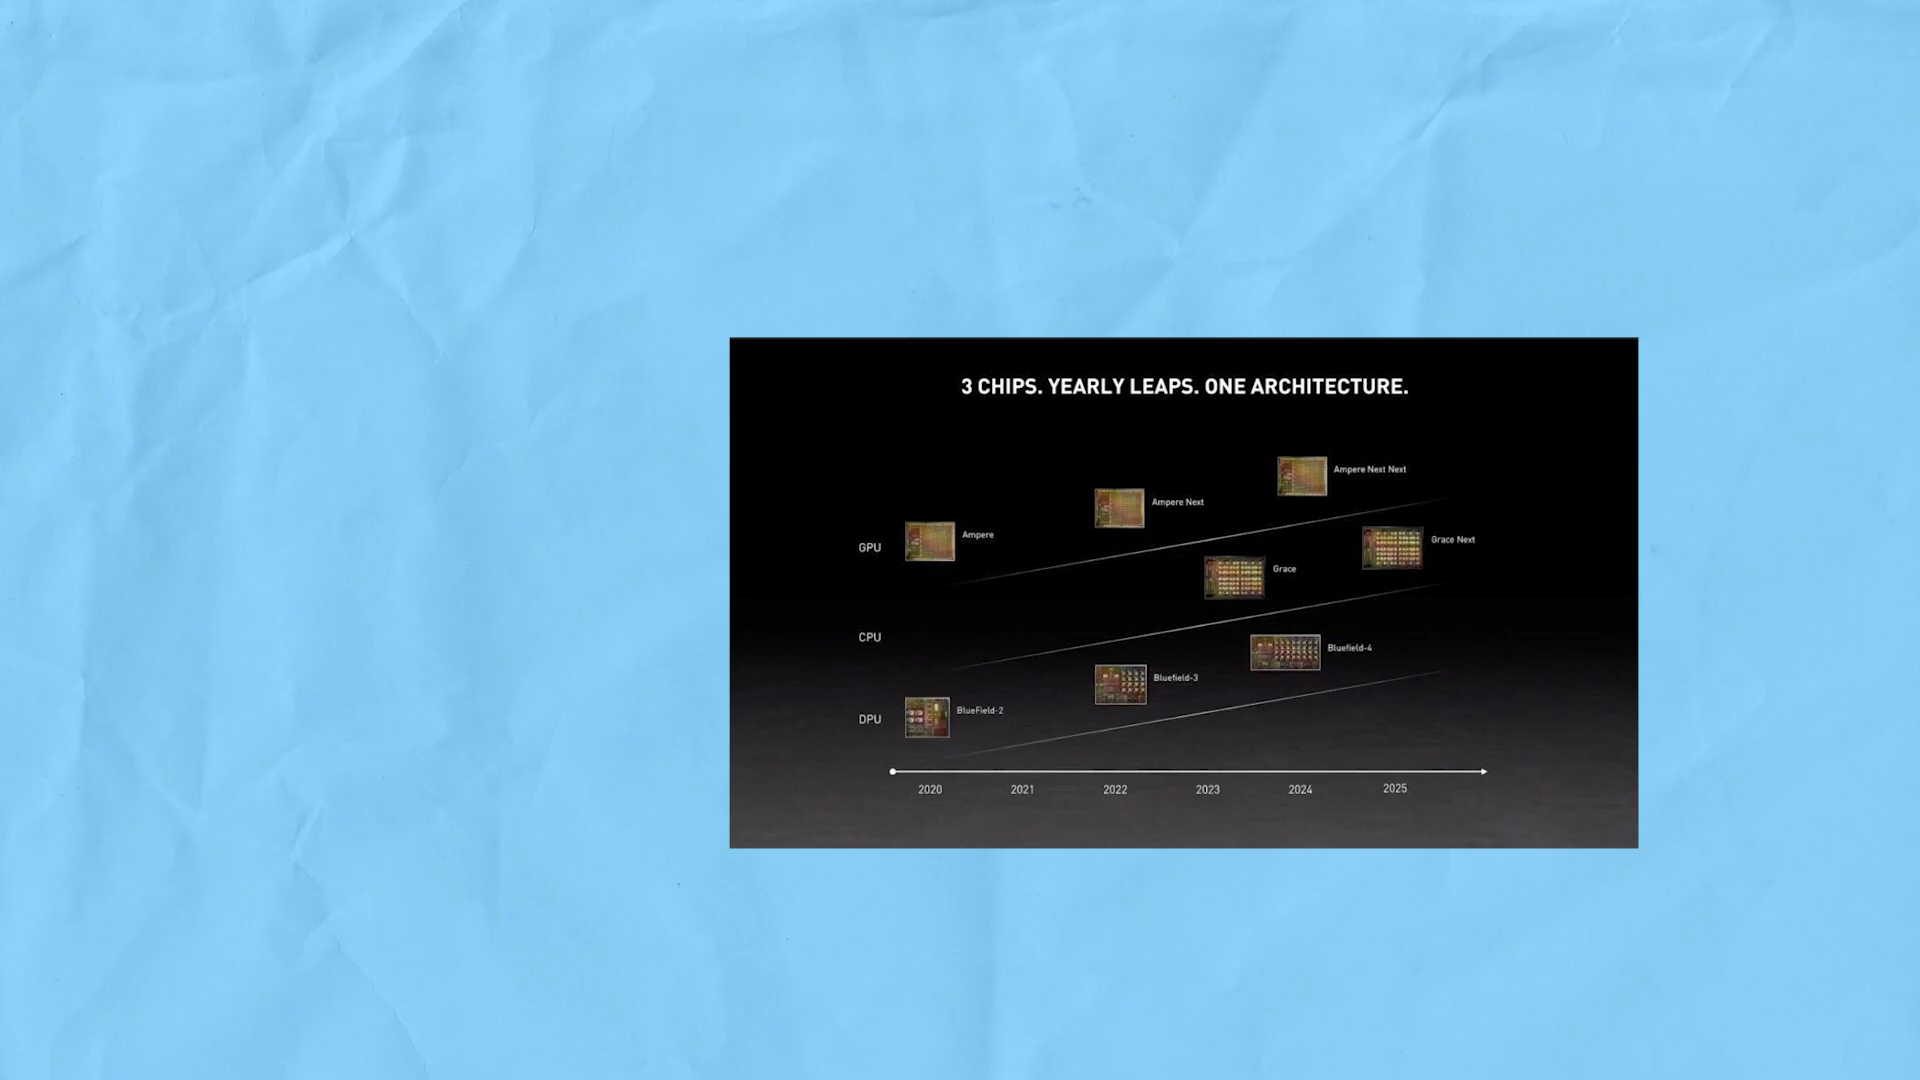 3 CHIPS. YEARLY LEAPS. ONE ARCHITECTURE.
Ampere Next Next
Ampere Next
Ampere
GPU
Grace Next
Grace
CPU
Bluefield-4
Bluefield-3
BlueField-2
DPU
2020 2021 2022 2023 2024 2025